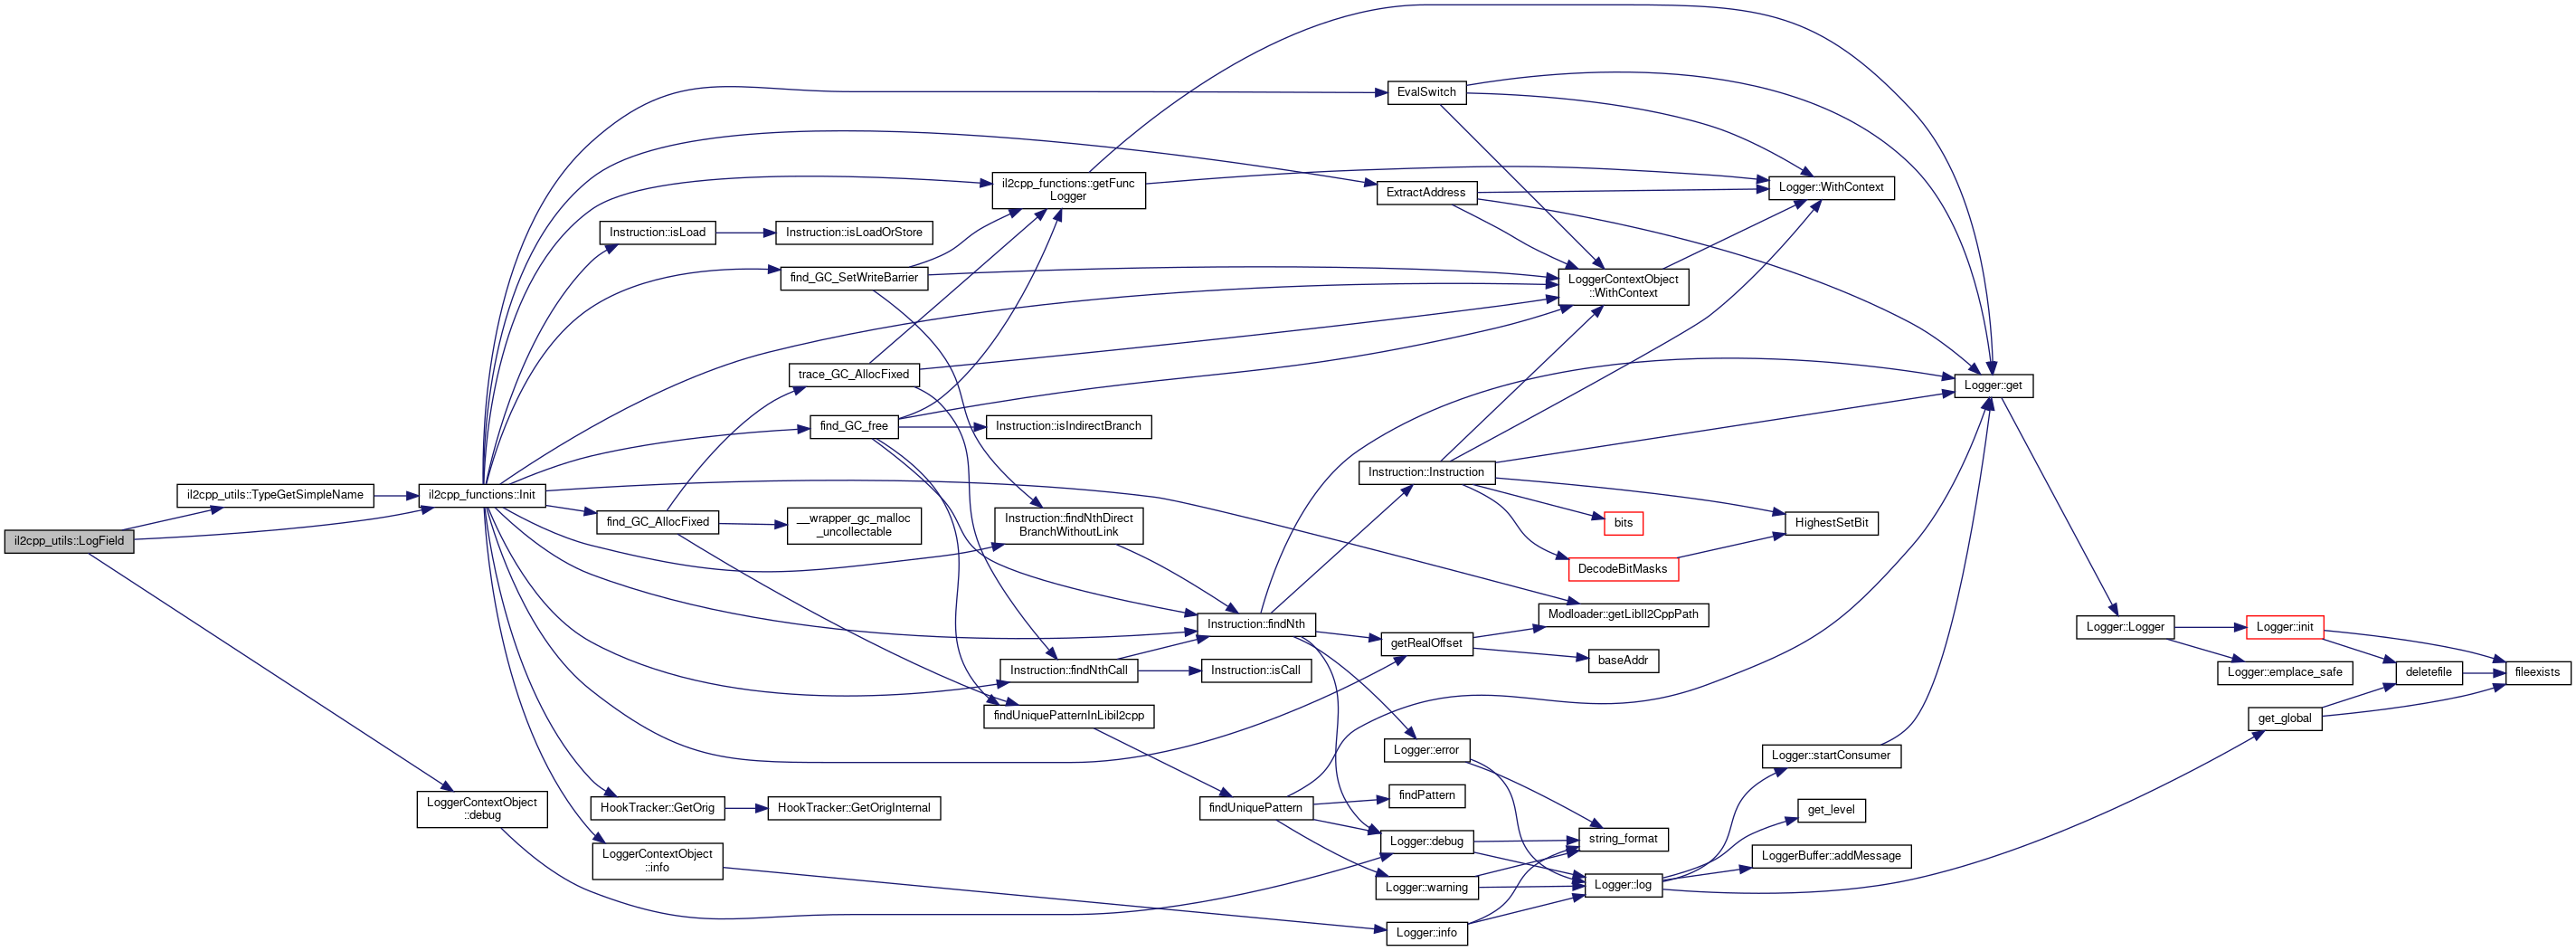 il2cpp_utils::LogField
il2cpp_utils::TypeGetSimpleName
LoggerContextObject
::debug
il2cpp_functions::Init
Instruction::isLoad
find_GC_AllocFixed
HookTracker::GetOrig
LoggerContextObject
::info
Instruction::isLoadOrStore
find_GC_SetWriteBarrier
trace_GC_AllocFixed
find_GC_free
__wrapper_gc_malloc
_uncollectable
HookTracker::GetOrigInternal
il2cpp_functions::getFunc
Logger
Instruction::isIndirectBranch
Instruction::findNthDirect
BranchWithoutLink
Instruction::findNthCall
findUniquePatternInLibil2cpp
Instruction::findNth
Instruction::isCall
findUniquePattern
EvalSwitch
ExtractAddress
Instruction::Instruction
getRealOffset
Logger::error
findPattern
Logger::debug
Logger::warning
Logger::info
LoggerContextObject
::WithContext
bits
DecodeBitMasks
Modloader::getLibIl2CppPath
baseAddr
string_format
Logger::log
Logger::WithContext
HighestSetBit
Logger::startConsumer
get_level
LoggerBuffer::addMessage
Logger::get
Logger::Logger
Logger::init
Logger::emplace_safe
get_global
deletefile
fileexists